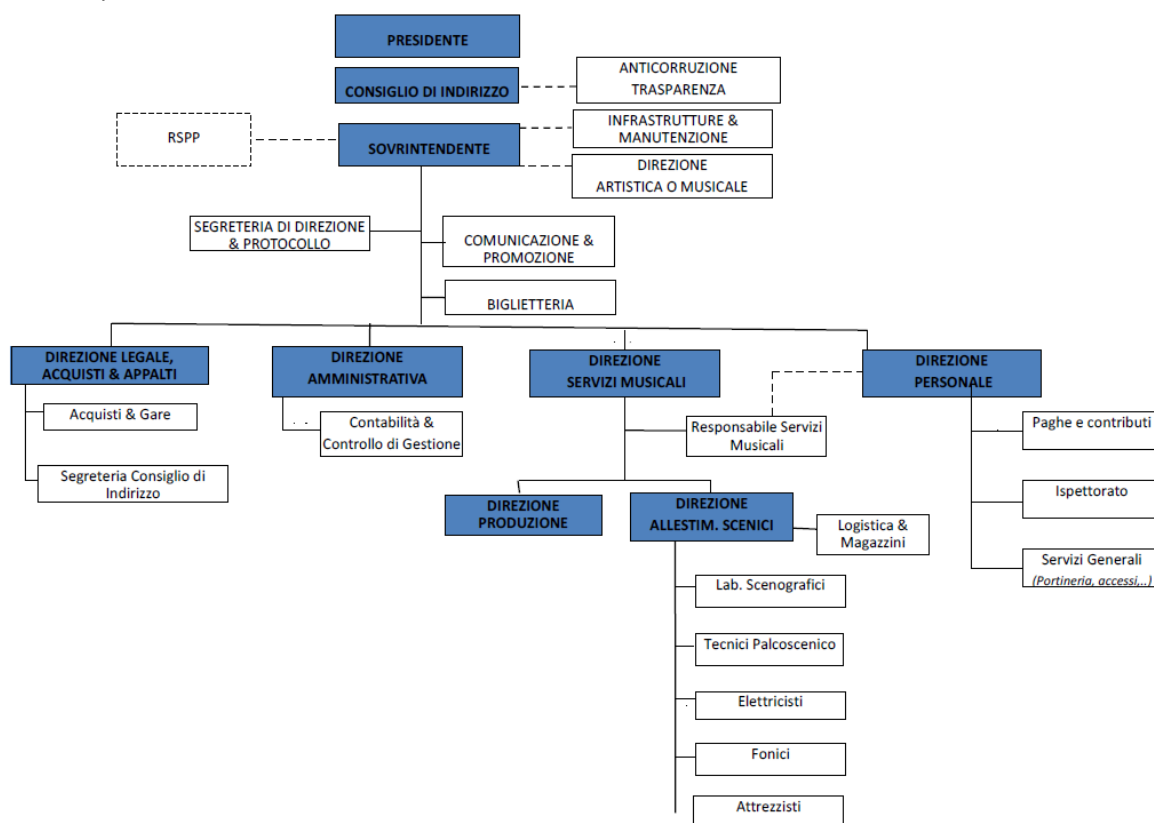 PRESIDENTE
CONSIGLIO DI INDIRIZZO
ANTICORRUZIONE
TRASPARENZA
RSPP
SOVRINTENDENTE
INFRASTRUTTURE &
MANUTENZIONE
DIREZIONE
ARTISTICA O MUSICALE
SEGRETERIA DI DIREZIONE
& PROTOCOLLO
COMUNICAZIONE &
PROMOZIONE
BIGLIETTERIA
DIREZIONE LEGALE,
ACQUISTI & APPALTI
DIREZIONE
AMMINISTRATIVA
DIREZIONE
SERVIZI MUSICALI
DIREZIONE
PERSONALE
Acquisti & Gare
Segreteria Consiglio di
Indirizzo
Contabilità &
Controllo di Gestione
Responsabile Servizi
Musicali
Paghe e contributi
Ispettorato
Servizi Generali
(Portineria, accessi,..)
DIREZIONE
PRODUZIONE
DIREZIONE
ALLESTIM. SCENICI
Logistica &
Magazzini
Lab. Scenografici
Tecnici Palcoscenico
Elettricisti
Fonici
Attrezzisti